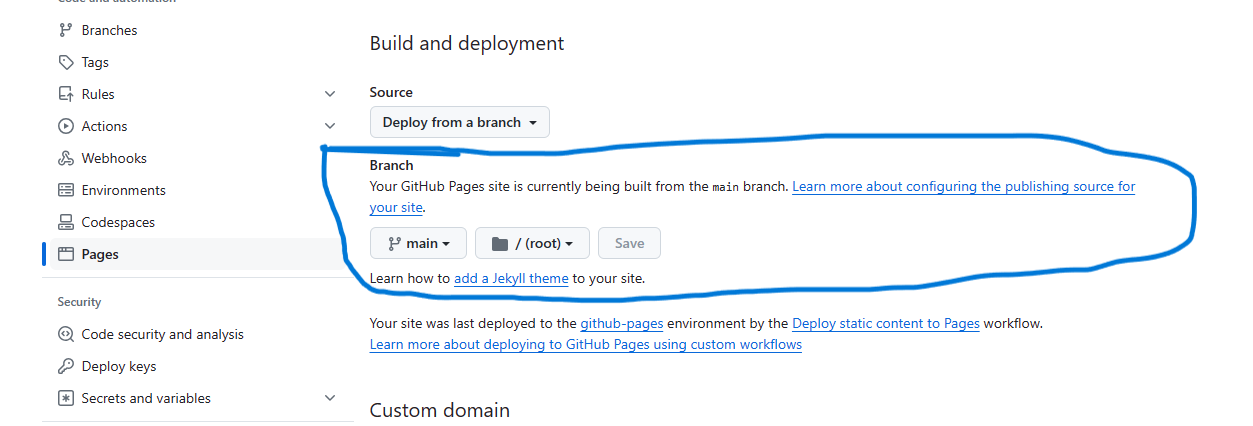 Code and automation
Branches
Tags
Rules
Actions
Webhooks
Environments
Codespaces
Pages
Security
Code security and analysis
Deploy keys
Secrets and variables
Build and deployment
Source
Deploy from a branch
Branch
Your GitHub Pages site is currently being built from the main branch. Learn more about configuring the publishing source for
your site.
main / (root) Save
Learn how to add a Jekyll theme to your site.
Your site was last deployed to the github-pages environment by the Deploy static content to Pages workflow.
Learn more about deploying to GitHub Pages using custom workflows
Custom domain